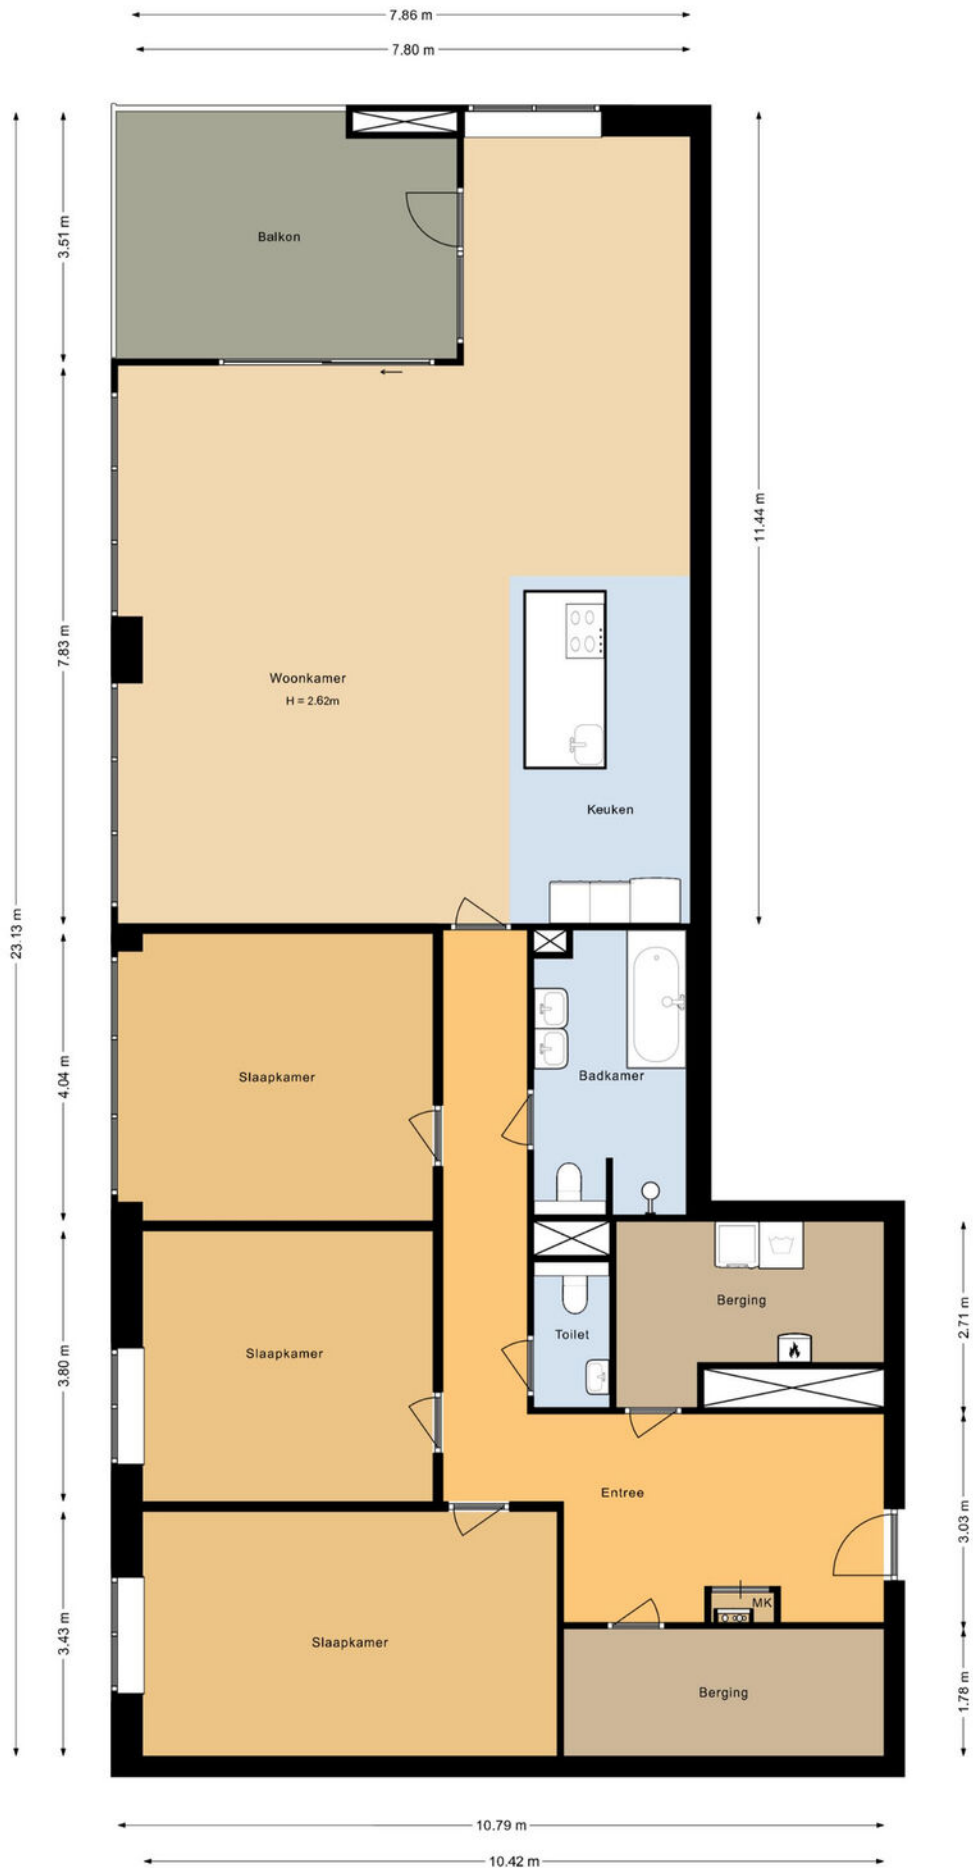 7.86 m
7.80 m
3.51 m
Balkon
11.44 m
7.83 m
Woonkamer
H = 2.62m
Keuken
23.13 m
4.04 m
Slaapkamer
Badkamer
3.80 m
Slaapkamer
Toilet
Berging
2.71 m
Entree
3.03 m
MK
3.43 m
Slaapkamer
Berging
1.78 m
10.79 m
10.42 m